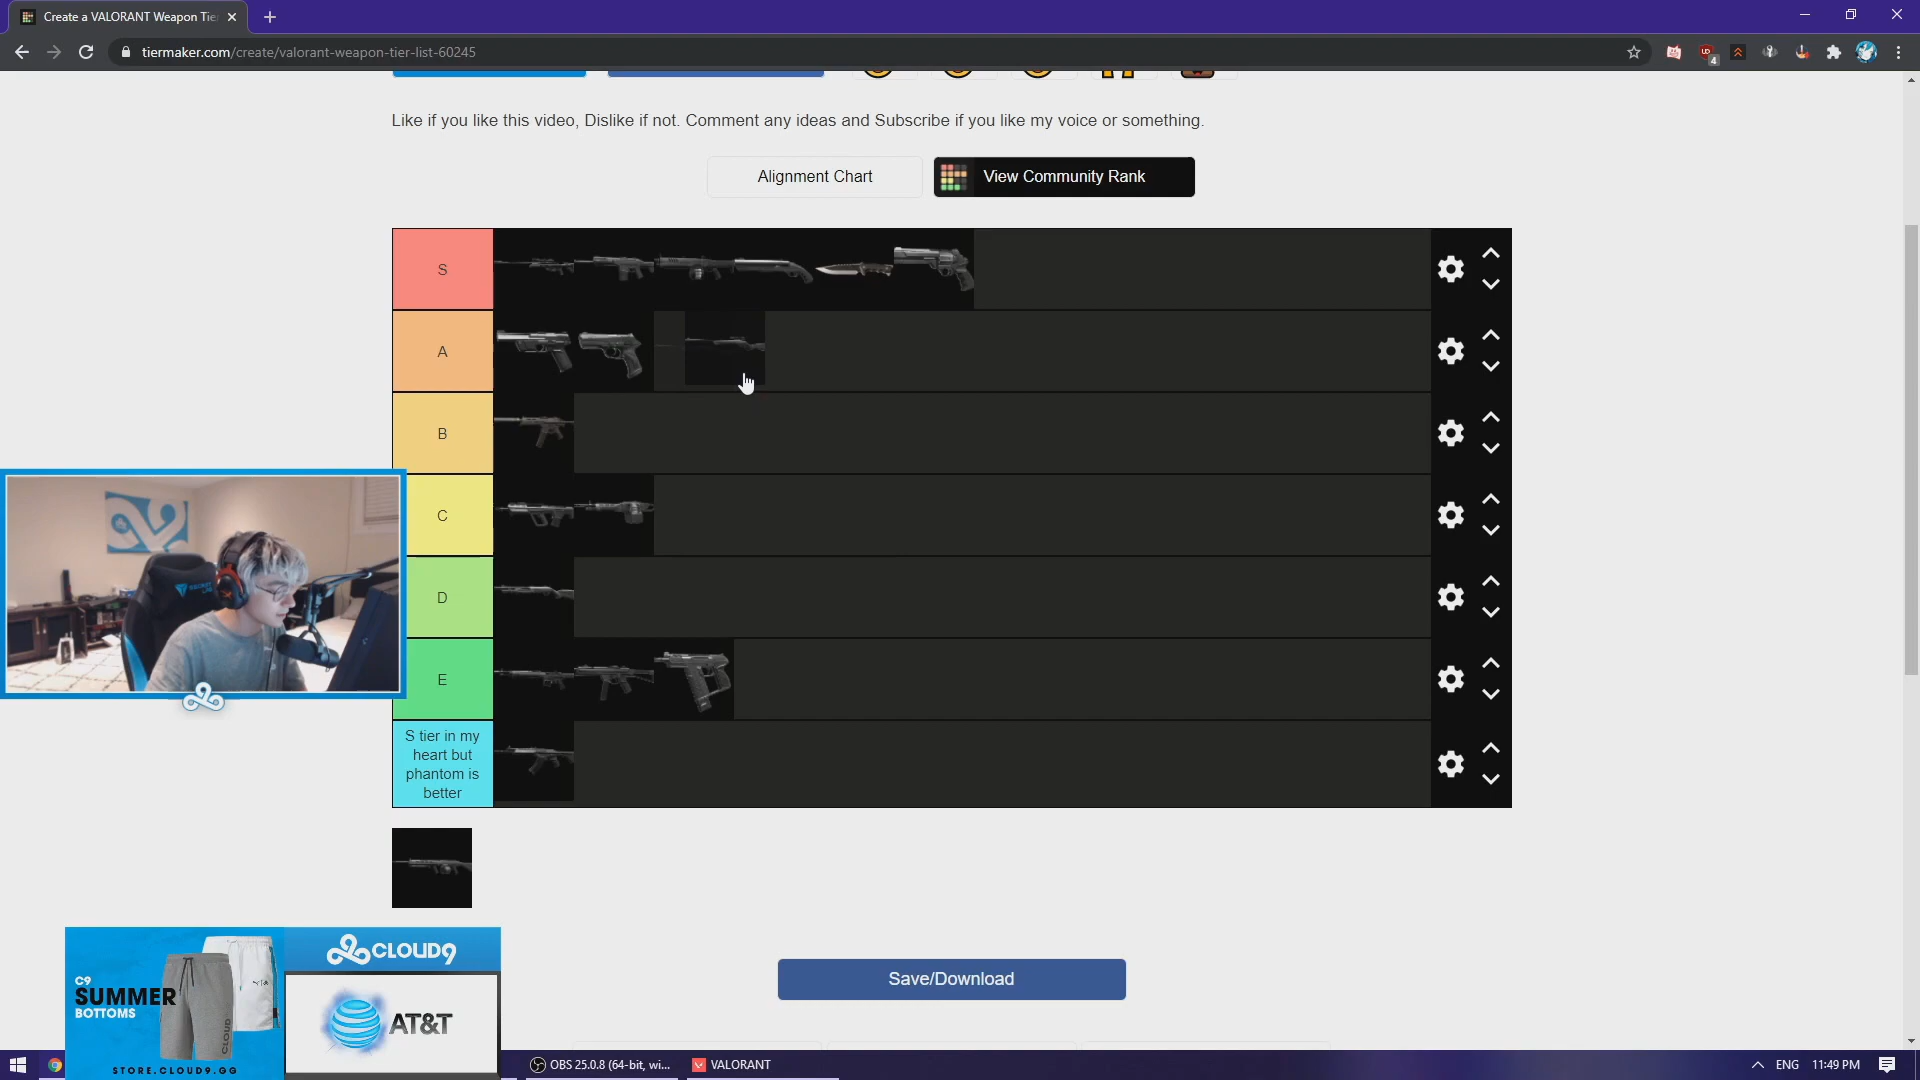 Create a VALORANT Weapon Tie
tiermaker.com/create/valorant-weapon-tier-list-60245
4
Like if you like this video, Dislike if not. Comment any ideas and Subscribe if you like my voice or something.
Alignment Chart
View Community Rank
S
A
B
C
D
E
S tier in my
heart but
phantom is
better
Save/Download
C9
SUMMER
BOTTOMS
STORE.CLOUD9.GG
CLOUD9
AT&T
OBS 25.0.8 (64-bit, wi...
VALORANT
ENG
11:49 PM